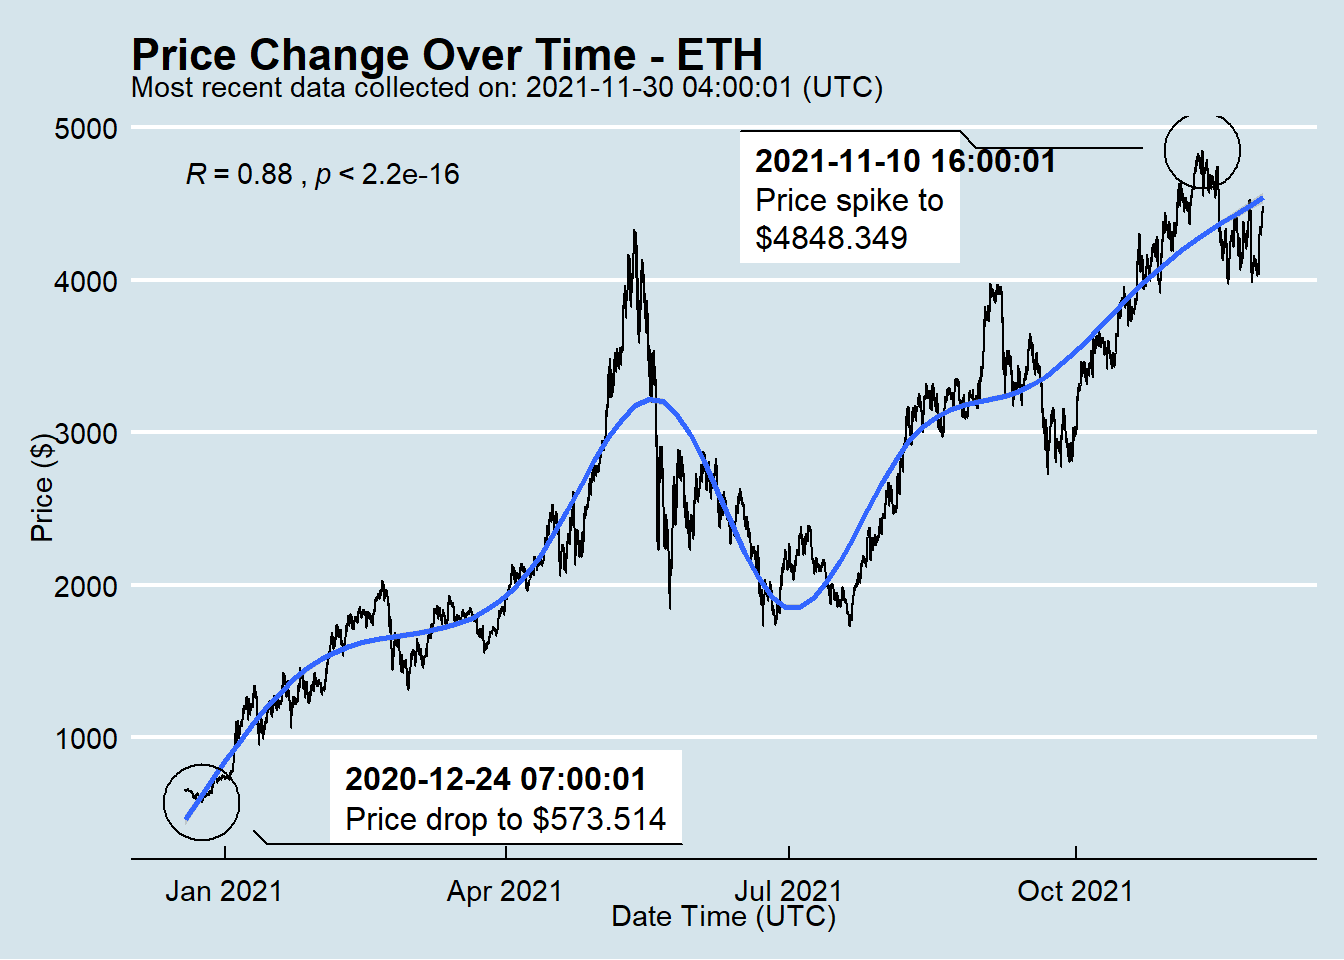 Price Change Over Time - ETH
Most recent data collected on: 2021-11-30 04:00:01 (UTC)
5000
R = 0.88 , p < 2.2e-16
2021-11-10 16:00:01
Price spike to
$4848.349
4000
3000
Price ($)
2000
1000
2020-12-24 07:00:01
Price drop to $573.514
Jan 2021
Apr 2021
Jul 2021
Oct 2021
Date Time (UTC)